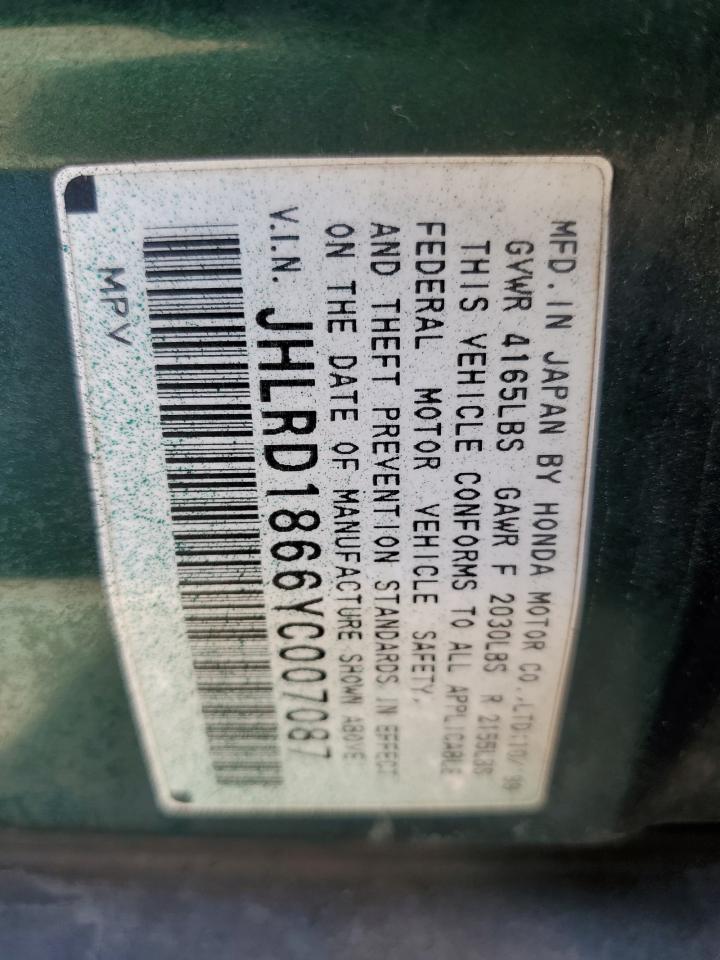 MFD. IN JAPAN BY HONDA MOTOR CO.,LTD:10/'99
GVWR 4165LBS GAWR F 2030LBS R 2155LBS
THIS VEHICLE CONFORMS TO ALL APPLICABLE
FEDERAL MOTOR VEHICLE SAFETY,
AND THEFT PREVENTION STANDARDS IN EFFECT
ON THE DATE OF MANUFACTURE SHOWN ABOVE
V.I.N. JHLRD1866YC007087
MPV